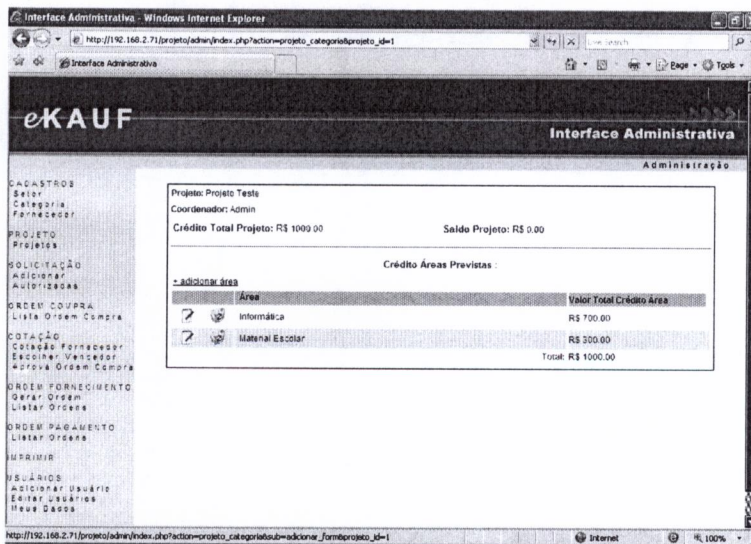 Interface Administrativa - Windows Internet Explorer
http://192.168.2.71/projeto/admin/index.php?action=projeto_categoria&projeto_id=1
Live Search
Interface Administrativa
Page Tools
eKAUF
Interface Administrativa
Administração
CADASTROS
Setor
Categoria
Fornecedor
PROJETO
Projetos
SOLICITAÇÃO
Adicionar
Autorizadas
ORDEM COMPRA
Lista Ordem Compra
COTAÇÃO
Cotação Fornecedor
Escolher Vencedor
Aprova Ordem Compra
ORDEM FORNECIMENTO
Gerar Ordem
Listar Ordens
ORDEM PAGAMENTO
Listar Ordens
IMPRIMIR
USUÁRIOS
Adicionar Usuário
Editar Usuários
Meus Dados
Projeto: Projeto Teste
Coordenador: Admin
Crédito Total Projeto: R$ 1000.00 Saldo Projeto: R$ 0.00
Crédito Áreas Previstas :
+ adicionar área
Área Valor Total Crédito Área
Informática R$ 700.00
Material Escolar R$ 300.00
Total: R$ 1000.00
http://192.168.2.71/projeto/admin/index.php?action=projeto_categoria&sub=adicionar_form&projeto_id=1
Internet 100%